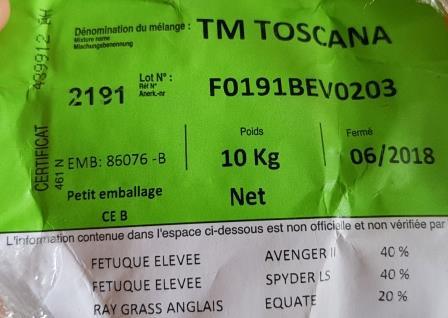 Dénomination du mélange : TM TOSCANA
Mixture name
Mischungsbenennung
Lot N° :
Ref N°
Anerk.-nr
2191 F0191BEV0203
CERTIFICAT
461 N
EMB: 86076 -B
Poids
10 Kg
Net
Fermé
06/2018
Petit emballage
CE B
L'information contenue dans l'espace ci-dessous est non officielle et non vérifiée par
FETUQUE ELEVEE AVENGER II 40 %
FETUQUE ELEVEE SPYDER LS 40 %
RAY GRASS ANGLAIS EQUATE 20 %